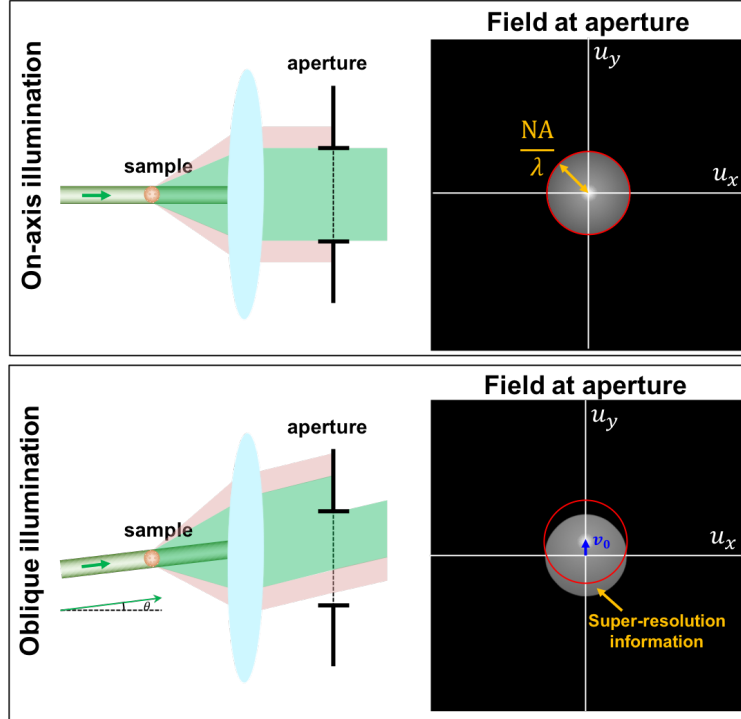 On-axis illumination
aperture
sample
Field at aperture
u_y
NA
λ
u_x
Oblique illumination
aperture
sample
θ
Field at aperture
u_y
v_0
u_x
Super-resolution
information